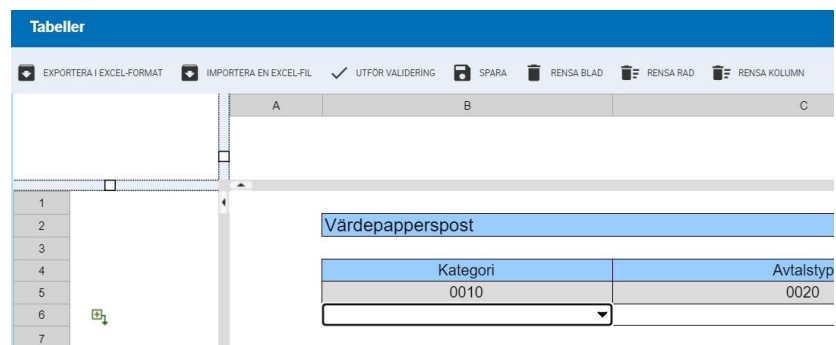 Tabeller
EXPORTERA I EXCEL-FORMAT IMPORTERA EN EXCEL-FIL UTFÖR VALIDERING SPARA RENSA BLAD RENSA RAD RENSA KOLUMN
A B C
1
2 Värdepapperspost
3
4 Kategori Avtalstyp
5 0010 0020
6
7